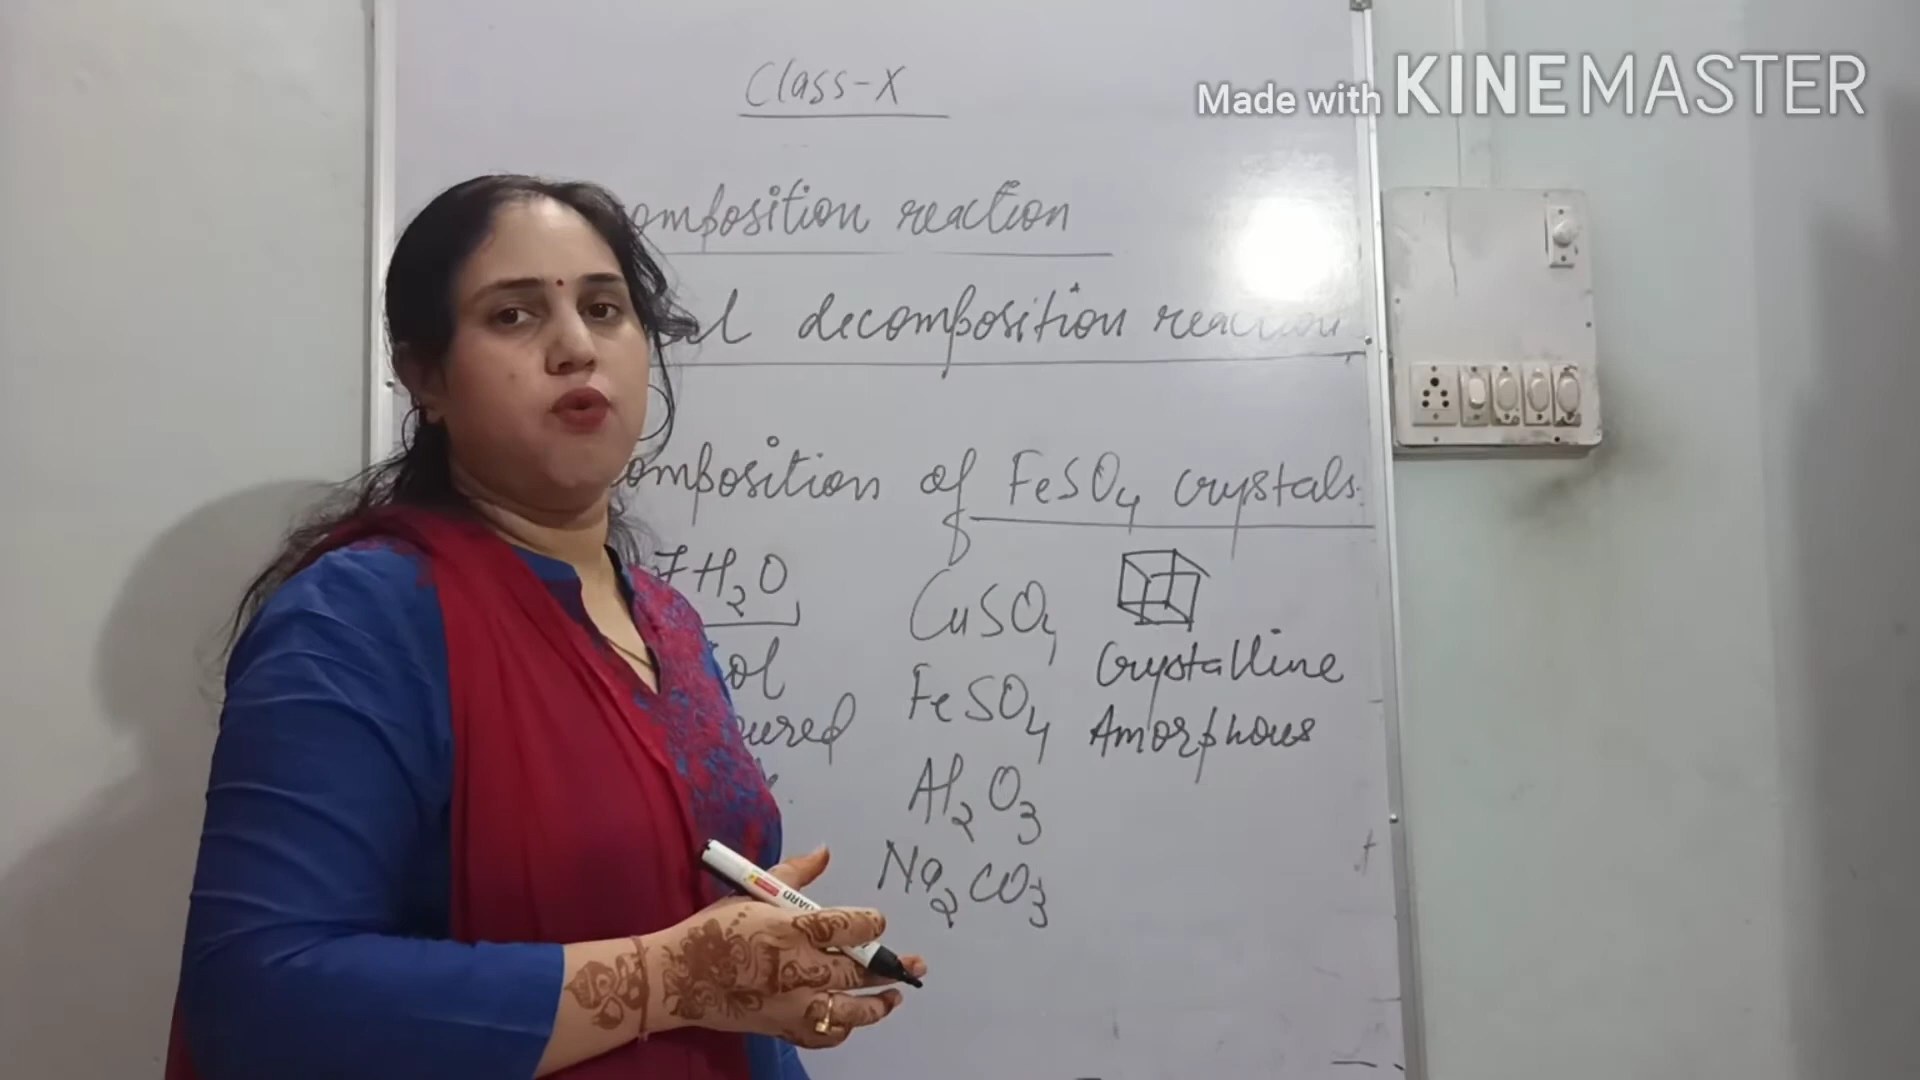 Class-X
Made with KINEMASTER
omposition reaction
al decomposition reaction
omposition of FeSO4 crystals
7H2O
CuSO4
Crystalline
ol
FeSO4
oured
Amorphous
Al2O3
Na2CO3